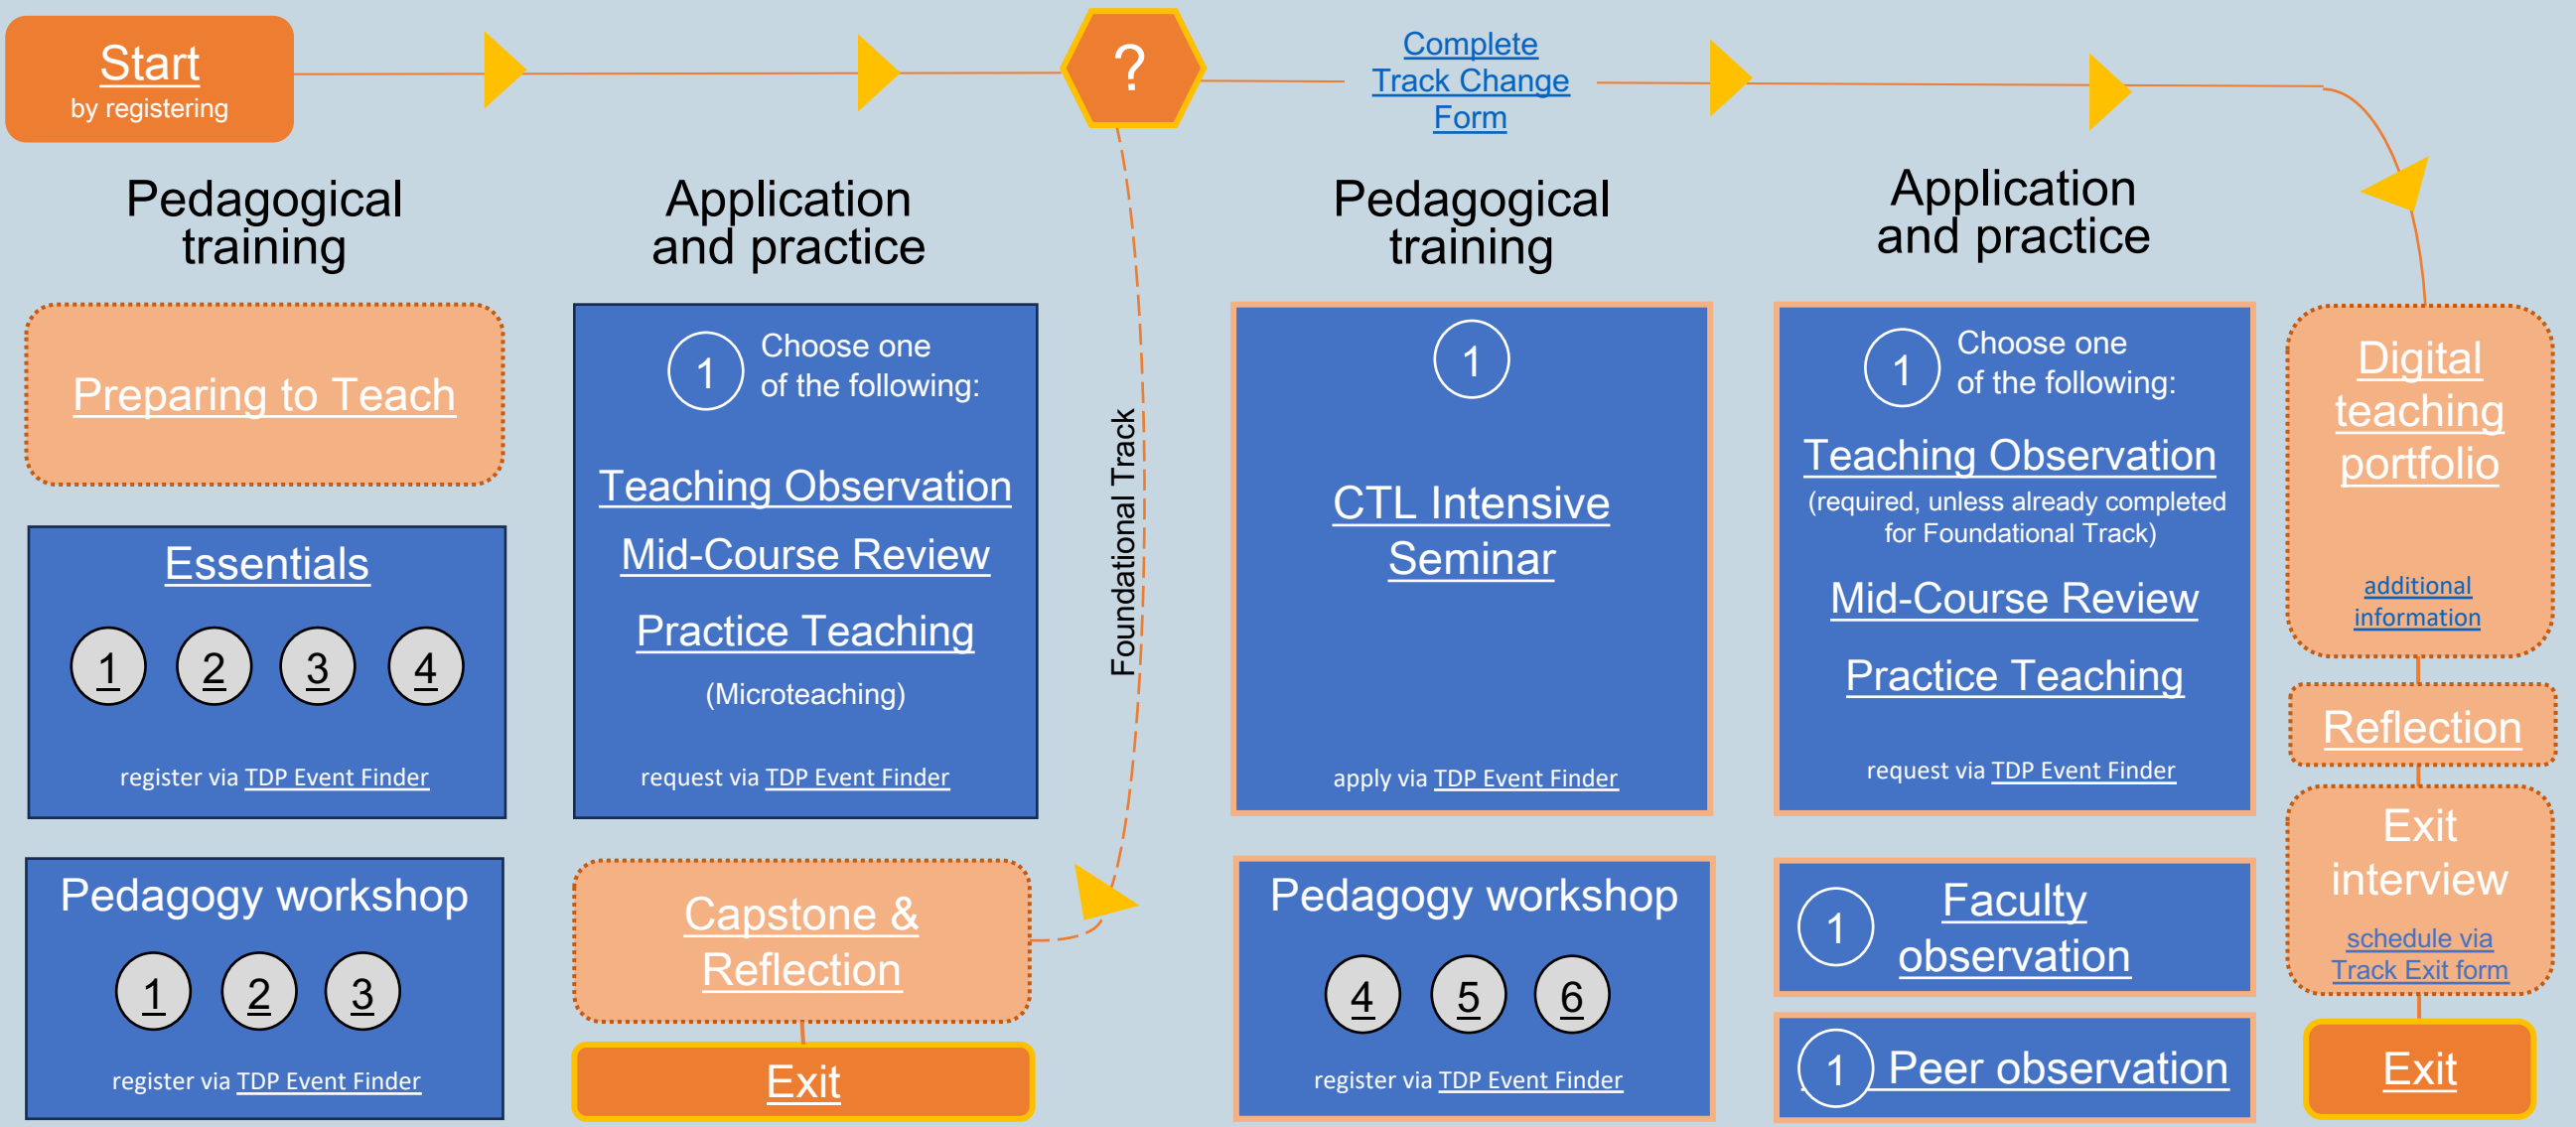 Start
by registering
?
Complete
Track Change
Form
Pedagogical
training
Application
and practice
Pedagogical
training
Application
and practice
Preparing to Teach
Essentials
1 2 3 4
register via TDP Event Finder
Pedagogy workshop
1 2 3
register via TDP Event Finder
1 Choose one
of the following:
Teaching Observation
Mid-Course Review
Practice Teaching
(Microteaching)
request via TDP Event Finder
Capstone &
Reflection
Exit
Foundational Track
1
CTL Intensive
Seminar
apply via TDP Event Finder
Pedagogy workshop
4 5 6
register via TDP Event Finder
1 Choose one
of the following:
Teaching Observation
(required, unless already completed
for Foundational Track)
Mid-Course Review
Practice Teaching
request via TDP Event Finder
1 Faculty
observation
1 Peer observation
Digital
teaching
portfolio
additional
information
Reflection
Exit
interview
schedule via
Track Exit form
Exit